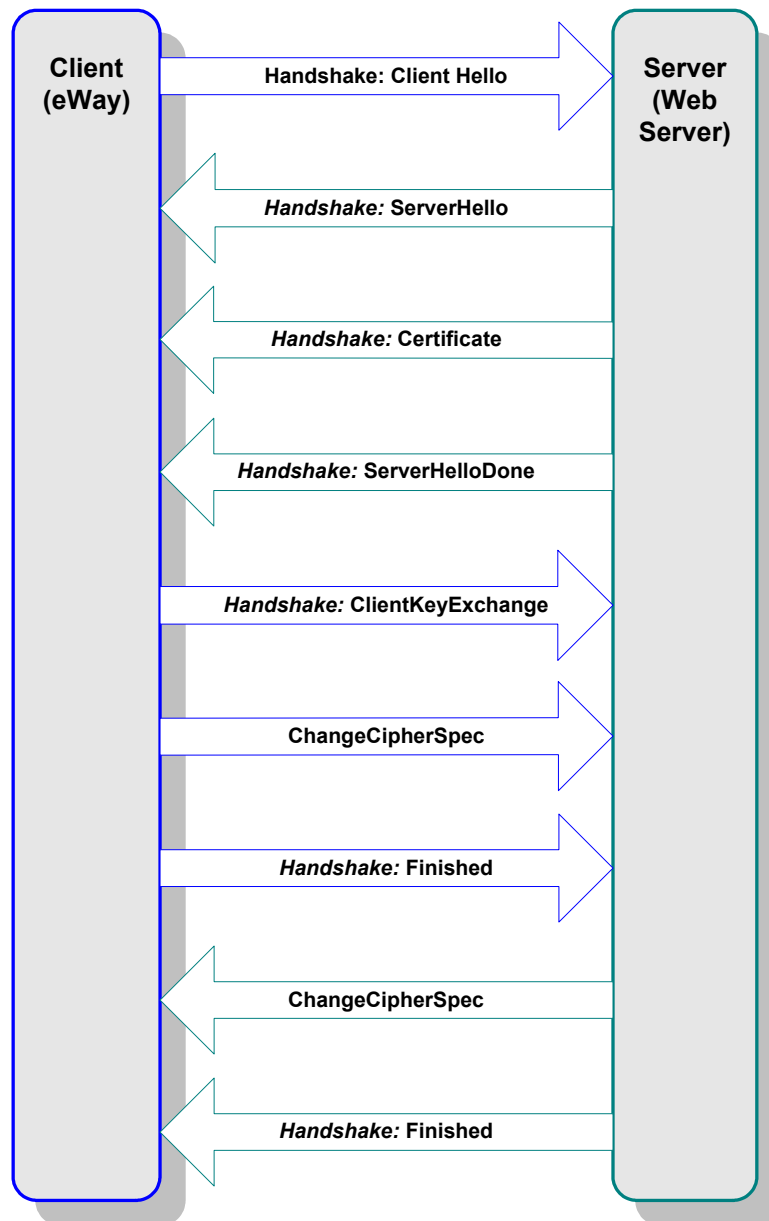 Client
(eWay)
Handshake: Client Hello
Server
(Web
Server)
Handshake: ServerHello
Handshake: Certificate
Handshake: ServerHelloDone
Handshake: ClientKeyExchange
ChangeCipherSpec
Handshake: Finished
ChangeCipherSpec
Handshake: Finished